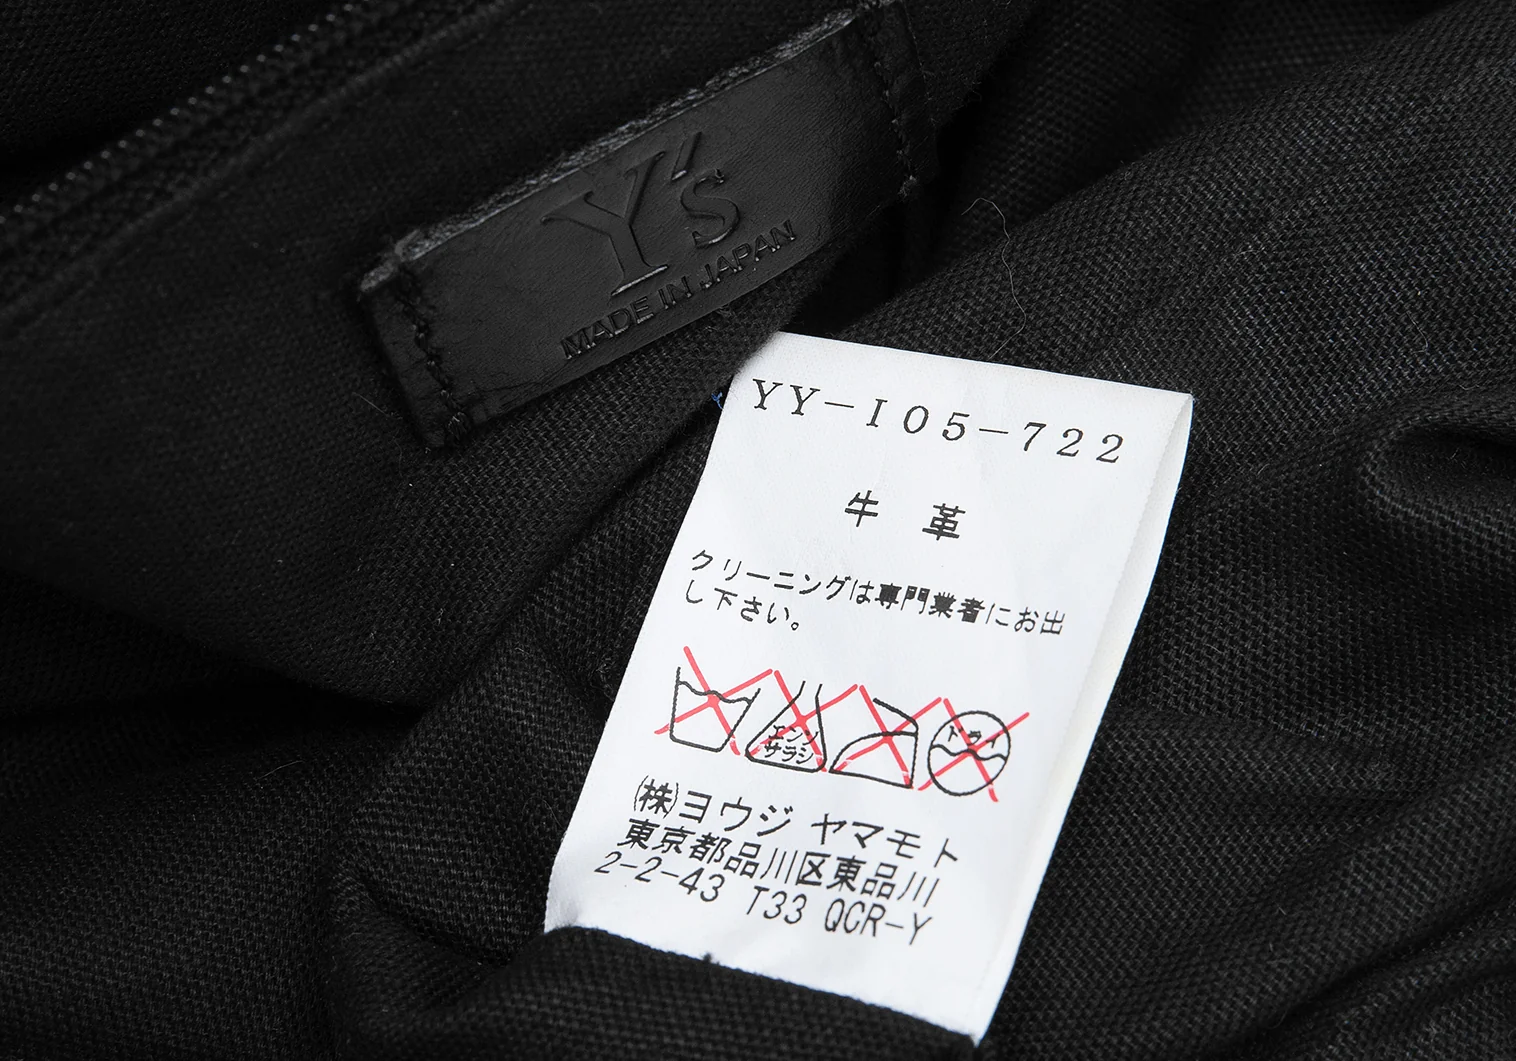 Y's
MADE IN JAPAN
YY-I05-722
牛革
クリーニングは専門業者にお出
し下さい。
エンソ
サラシ
ドライ
(株)ヨウジ ヤマモト
東京都品川区東品川
2-2-43 T33 QCR-Y